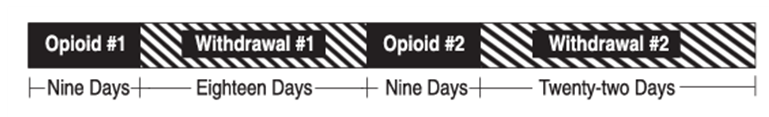 Opioid #1 Withdrawal #1 Opioid #2 Withdrawal #2
Nine Days Eighteen Days Nine Days Twenty-two Days